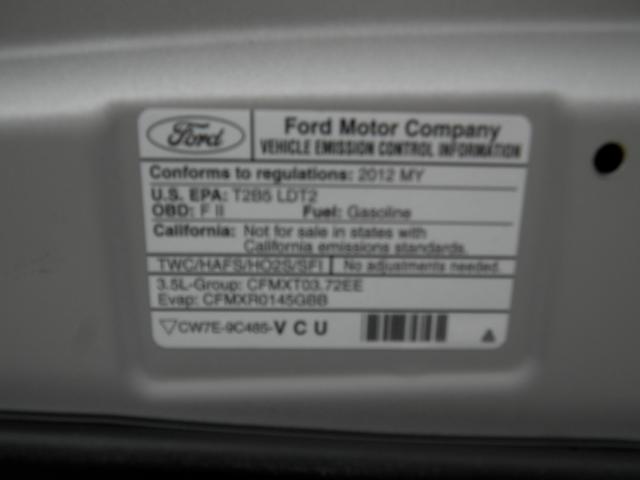 Ford
Ford Motor Company
VEHICLE EMISSION CONTROL INFORMATION
Conforms to regulations: 2012 MY
U.S. EPA: T2B5 LDT2
OBD: F II Fuel: Gasoline
California: Not for sale in states with
California emissions standards.
TWC/HAFS/HO2S/SFI No adjustments needed.
3.5L-Group: CFMXT03.72EE
Evap: CFMXR0145GBB
CW7E-9C485-VCU